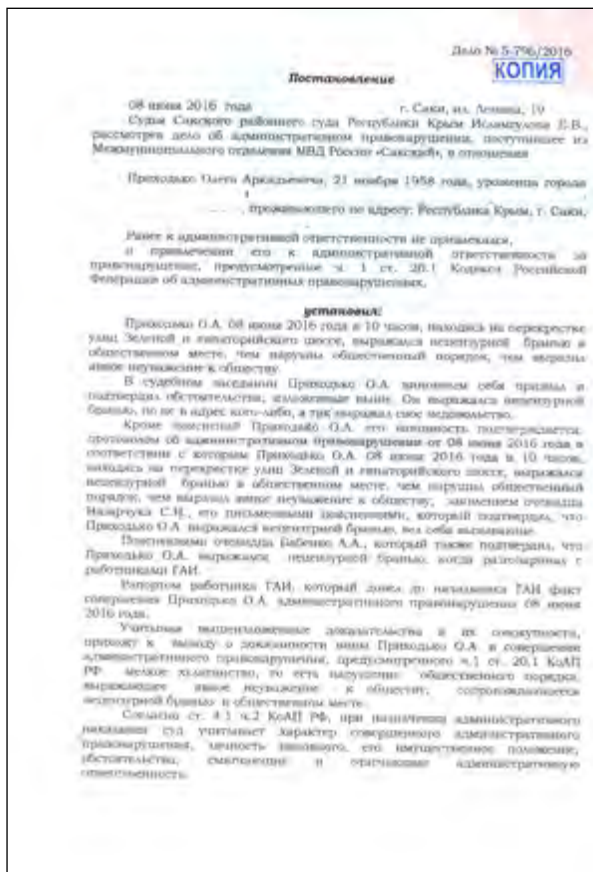 Дело № 5-796/2016
КОПИЯ
Постановление
08 июня 2016 года г. Саки, пл. Ленина, 19
Судья Сакского районного суда Республики Крым Исламгулова Е.В.,
рассмотрев дело об административном правонарушении, поступившее из
Межмуниципального отделения МВД России «Сакский», в отношении
Приходько Олега Аркадьевича, 21 ноября 1958 года, уроженца города
, проживающего по адресу: Республика Крым, г. Саки,
Ранее к административной ответственности не привлекался,
о привлечении его к административной ответственности за
правонарушение, предусмотренное ч. 1 ст. 20.1 Кодекса Российской
Федерации об административных правонарушениях,
установил:
Приходько О.А. 08 июня 2016 года в 10 часов, находясь на перекрестке
улиц Зеленой и евпаторийского шоссе, выражался нецензурной бранью в
общественном месте, чем нарушил общественный порядок, чем выразил
явное неуважение к обществу.
В судебном заседании Приходько О.А. виновным себя признал и
подтвердил обстоятельства, изложенные выше. Он выражался нецензурной
бранью, но не в адрес кого-либо, а так выражал свое недовольство.
Кроме пояснений Приходько О.А. его виновность подтверждается
протоколом об административном правонарушении от 08 июня 2016 года в
соответствии с которым Приходько О.А. 08 июня 2016 года в 10 часов,
находясь на перекрестке улиц Зеленой и евпаторийского шоссе, выражался
нецензурной бранью в общественном месте, чем нарушил общественный
порядок, чем выразил явное неуважение к обществу; заявлением очевидца
Назарчука С.Н., его письменными пояснениями, который подтвердил, что
Приходько О.А. выражался нецензурной бранью, вел себя вызывающе.
Пояснениями очевидца Бабенко А.А., который также подтвердил, что
Приходько О.А. выражался нецензурной бранью, когда разговаривал с
работниками ГАИ.
Рапортом работника ГАИ, который довел до начальника ГАИ факт
совершения Приходько О.А. административного правонарушения 08 июня
2016 года.
Учитывая вышеизложенные доказательства в их совокупности,
прихожу к выводу о доказанности вины Приходько О.А. в совершении
административного правонарушения, предусмотренного ч.1 ст. 20.1 КоАП
РФ мелкое хулиганство, то есть нарушение общественного порядка,
выражающее явное неуважение к обществу, сопровождающееся
нецензурной бранью в общественном месте.
Согласно ст. 4.1 ч.2 КоАП РФ, при назначении административного
наказания суд учитывает характер совершенного административного
правонарушения, личность виновного, его имущественное положение,
обстоятельства, смягчающие и отягчающие административную
ответственность.